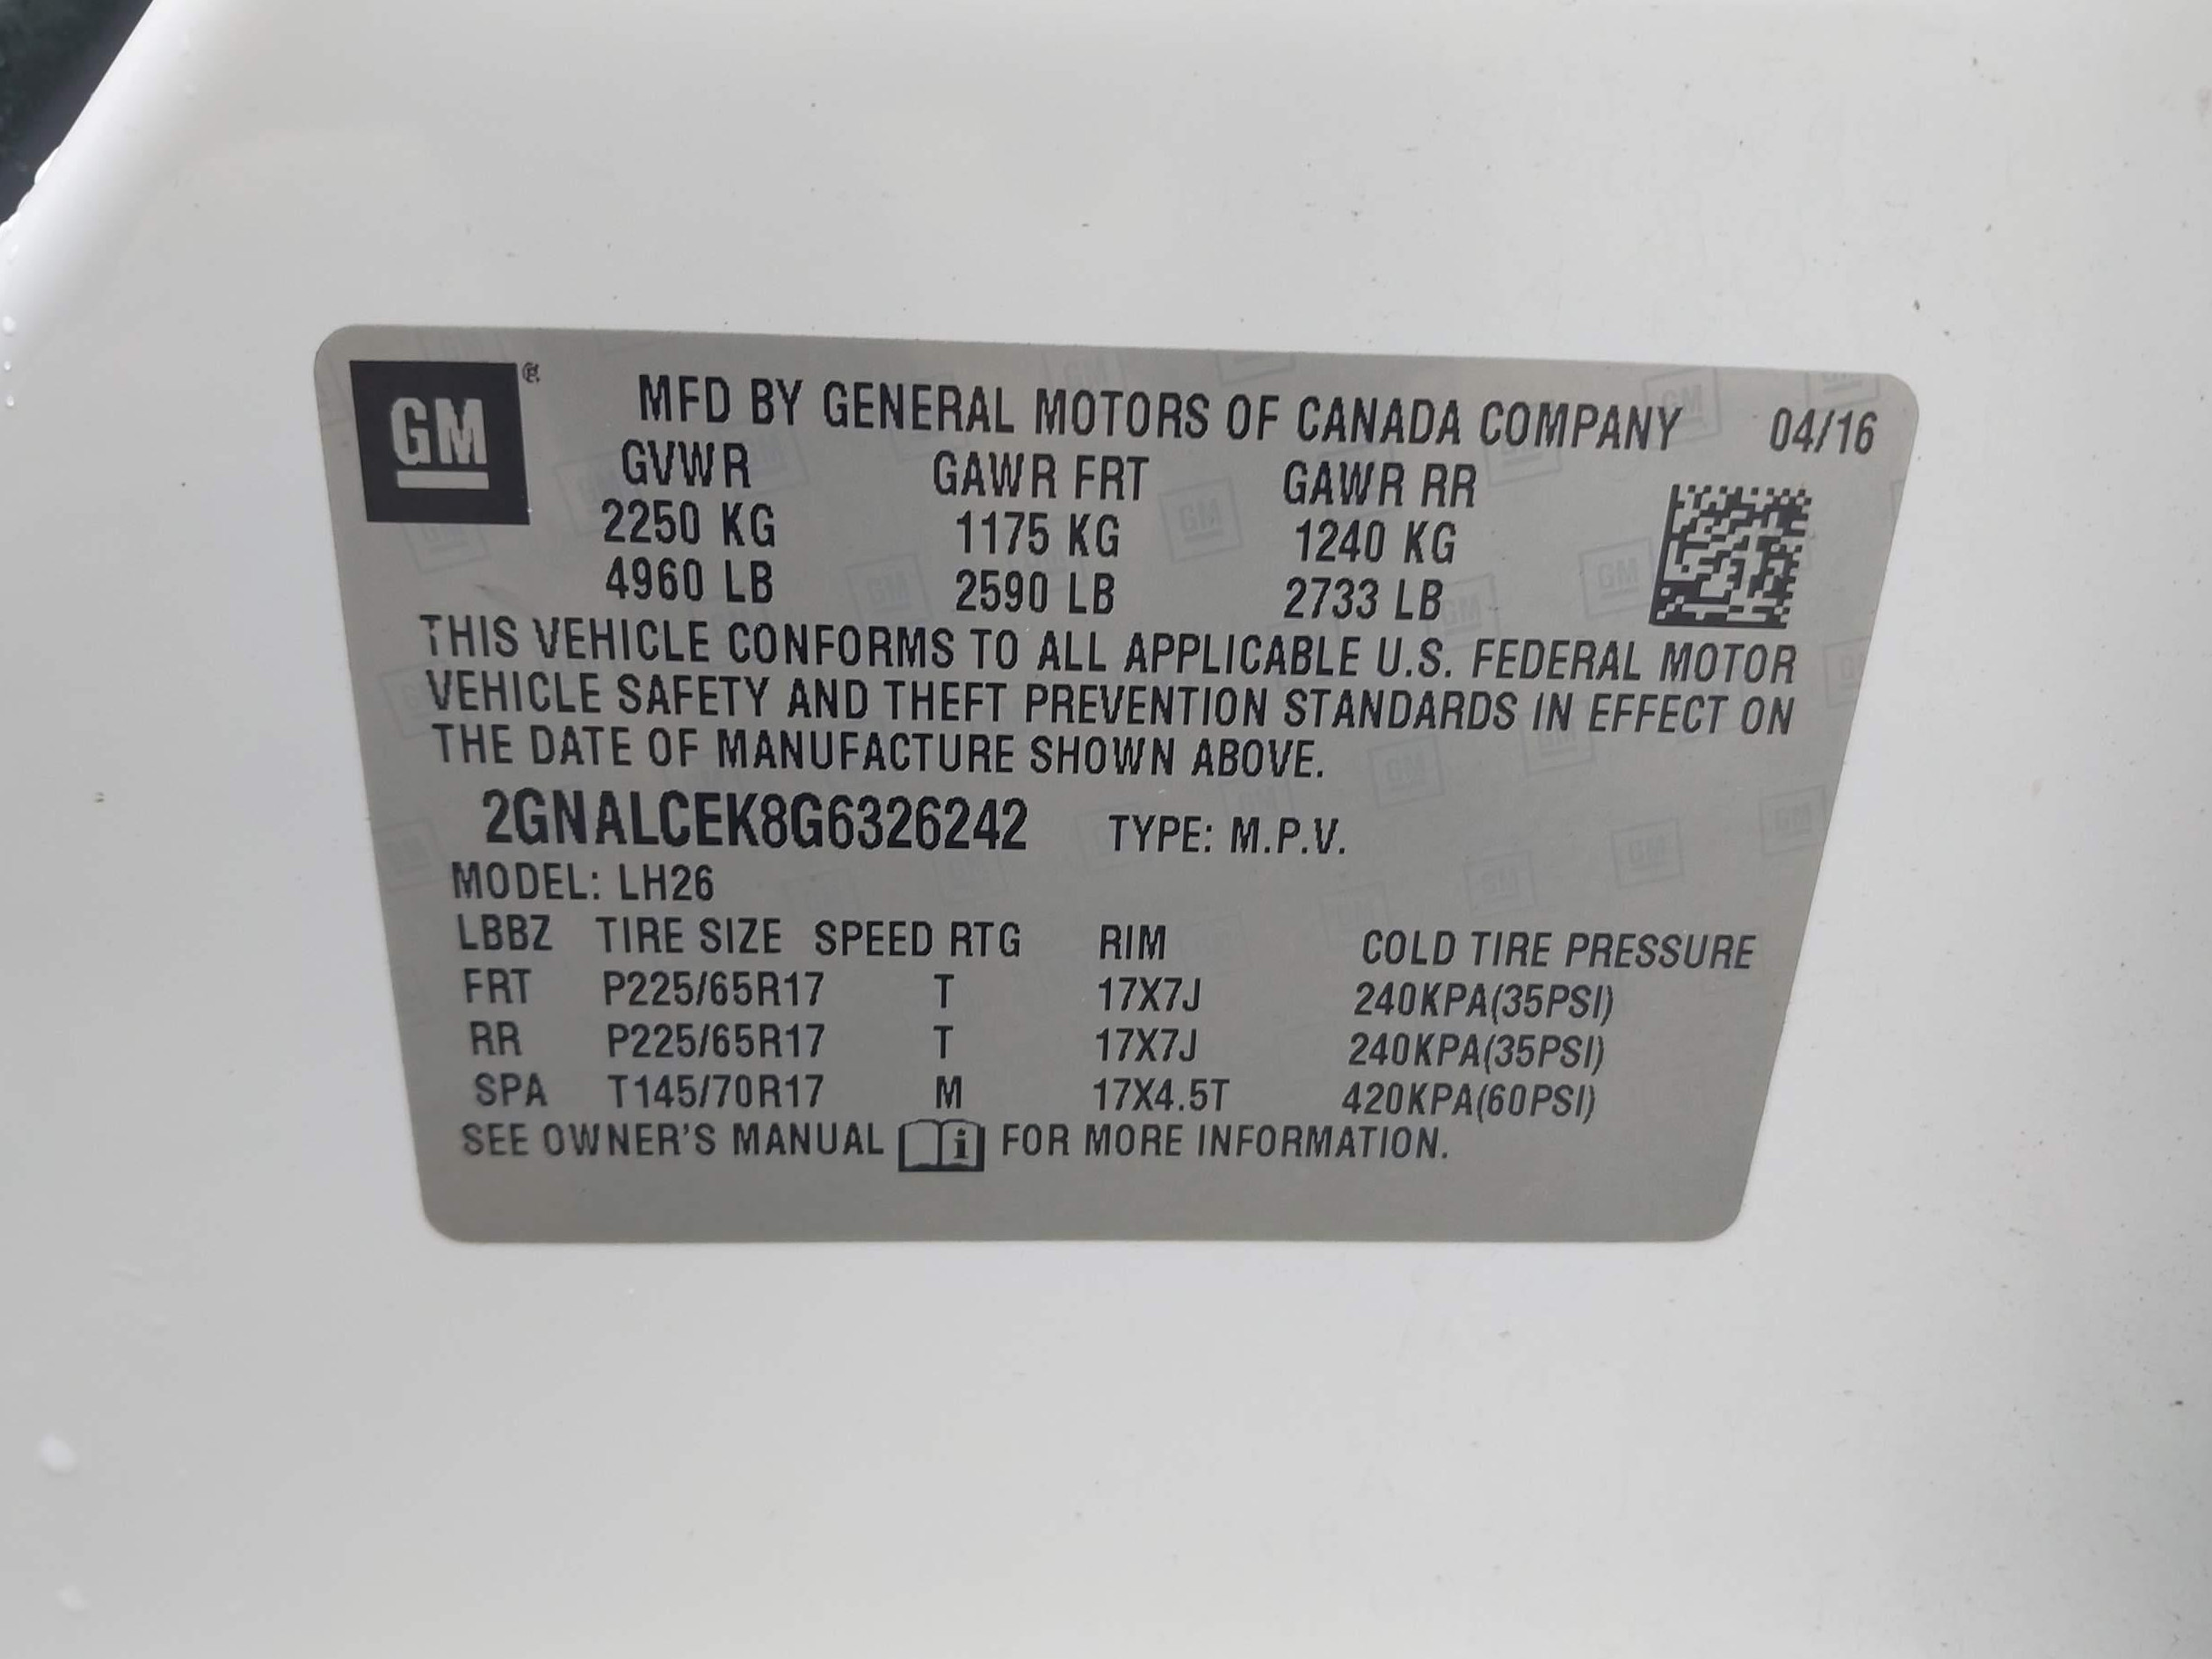 GM ®
MFD BY GENERAL MOTORS OF CANADA COMPANY 04/16
GVWR GAWR FRT GAWR RR
2250 KG 1175 KG 1240 KG
4960 LB 2590 LB 2733 LB
THIS VEHICLE CONFORMS TO ALL APPLICABLE U.S. FEDERAL MOTOR
VEHICLE SAFETY AND THEFT PREVENTION STANDARDS IN EFFECT ON
THE DATE OF MANUFACTURE SHOWN ABOVE.
2GNALCEK8G6326242 TYPE: M.P.V.
MODEL: LH26
LBBZ TIRE SIZE SPEED RTG RIM COLD TIRE PRESSURE
FRT P225/65R17 T 17X7J 240KPA(35PSI)
RR P225/65R17 T 17X7J 240KPA(35PSI)
SPA T145/70R17 M 17X4.5T 420KPA(60PSI)
SEE OWNER'S MANUAL i FOR MORE INFORMATION.